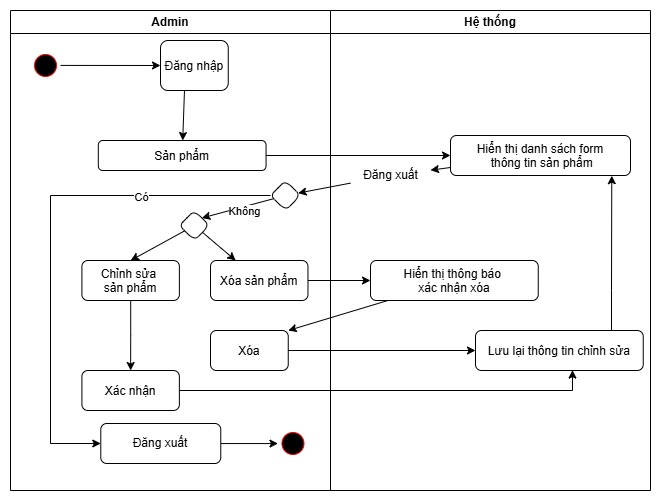 Admin
Hệ thống
Đăng nhập
Sản phẩm
Hiển thị danh sách form
thông tin sản phẩm
Đăng xuất
Có
Không
Chỉnh sửa
sản phẩm
Xóa sản phẩm
Hiển thị thông báo
xác nhận xóa
Xóa
Lưu lại thông tin chỉnh sửa
Xác nhận
Đăng xuất